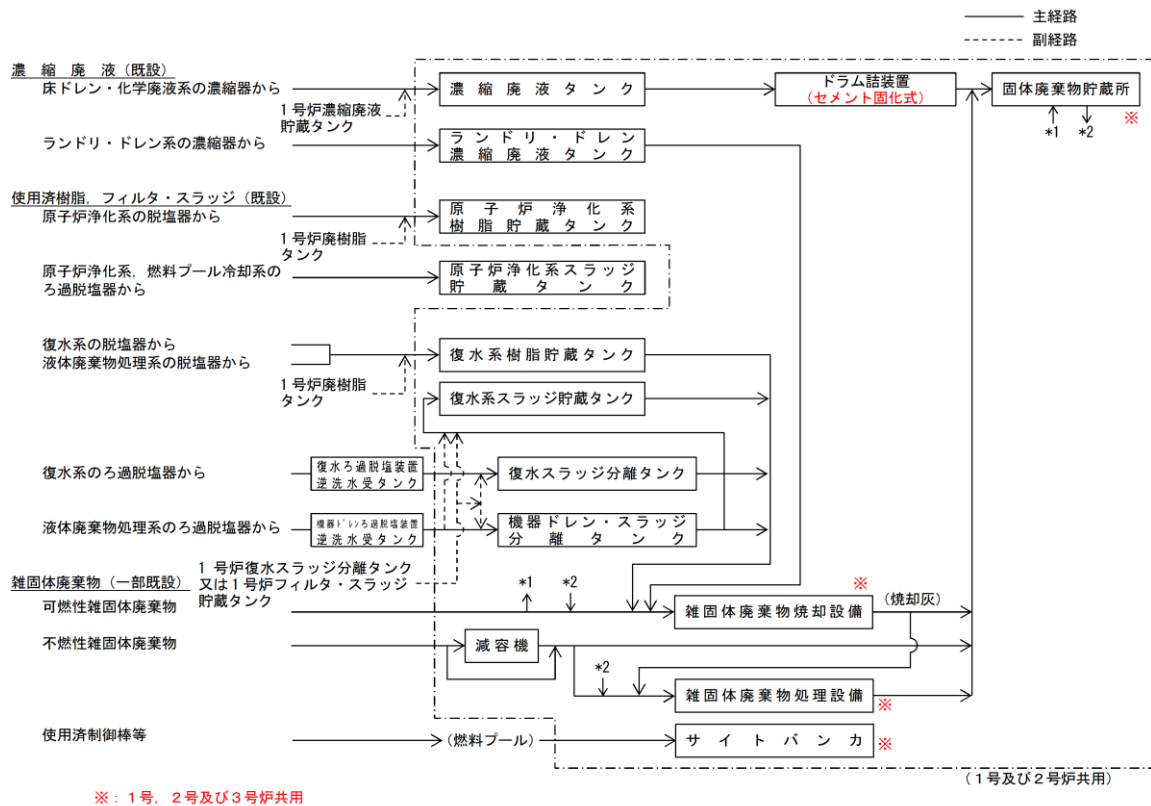 主経路
副経路
濃縮廃液（既設）
床ドレン・化学廃液系の濃縮器から
1号炉濃縮廃液
貯蔵タンク
濃縮廃液タンク
ドラム詰装置
（セメント固化式）
固体廃棄物貯蔵所
※
*1
*2
ランドリ・ドレン系の濃縮器から
ランドリ・ドレン
濃縮廃液タンク
使用済樹脂，フィルタ・スラッジ（既設）
原子炉浄化系の脱塩器から
1号炉廃樹脂
タンク
原子炉浄化系
樹脂貯蔵タンク
原子炉浄化系，燃料プール冷却系の
ろ過脱塩器から
原子炉浄化系スラッジ
貯蔵タンク
復水系の脱塩器から
液体廃棄物処理系の脱塩器から
1号炉廃樹脂
タンク
復水系樹脂貯蔵タンク
復水系スラッジ貯蔵タンク
復水系のろ過脱塩器から
復水ろ過脱塩装置
逆洗水受タンク
復水スラッジ分離タンク
液体廃棄物処理系のろ過脱塩器から
機器ﾄﾞﾚﾝろ過脱塩装置
逆洗水受タンク
機器ドレン・スラッジ
分離タンク
1号炉復水スラッジ分離タンク
又は1号炉フィルタ・スラッジ
貯蔵タンク
雑固体廃棄物（一部既設）
可燃性雑固体廃棄物
*1
*2
※
雑固体廃棄物焼却設備
（焼却灰）
不燃性雑固体廃棄物
減容機
*2
雑固体廃棄物処理設備
※
使用済制御棒等
（燃料プール）
サイトバンカ
※
（1号及び2号炉共用）
※：1号，2号及び3号炉共用